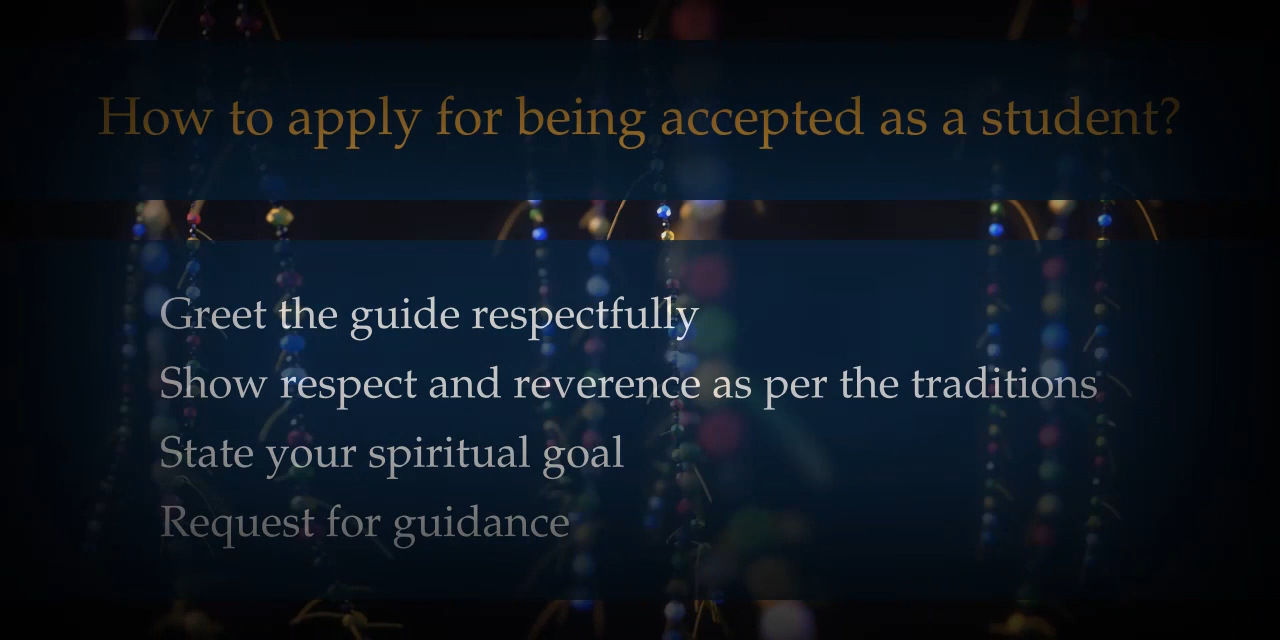 How to apply for being accepted as a student?
Greet the guide respectfully
Show respect and reverence as per the traditions
State your spiritual goal
Request for guidance